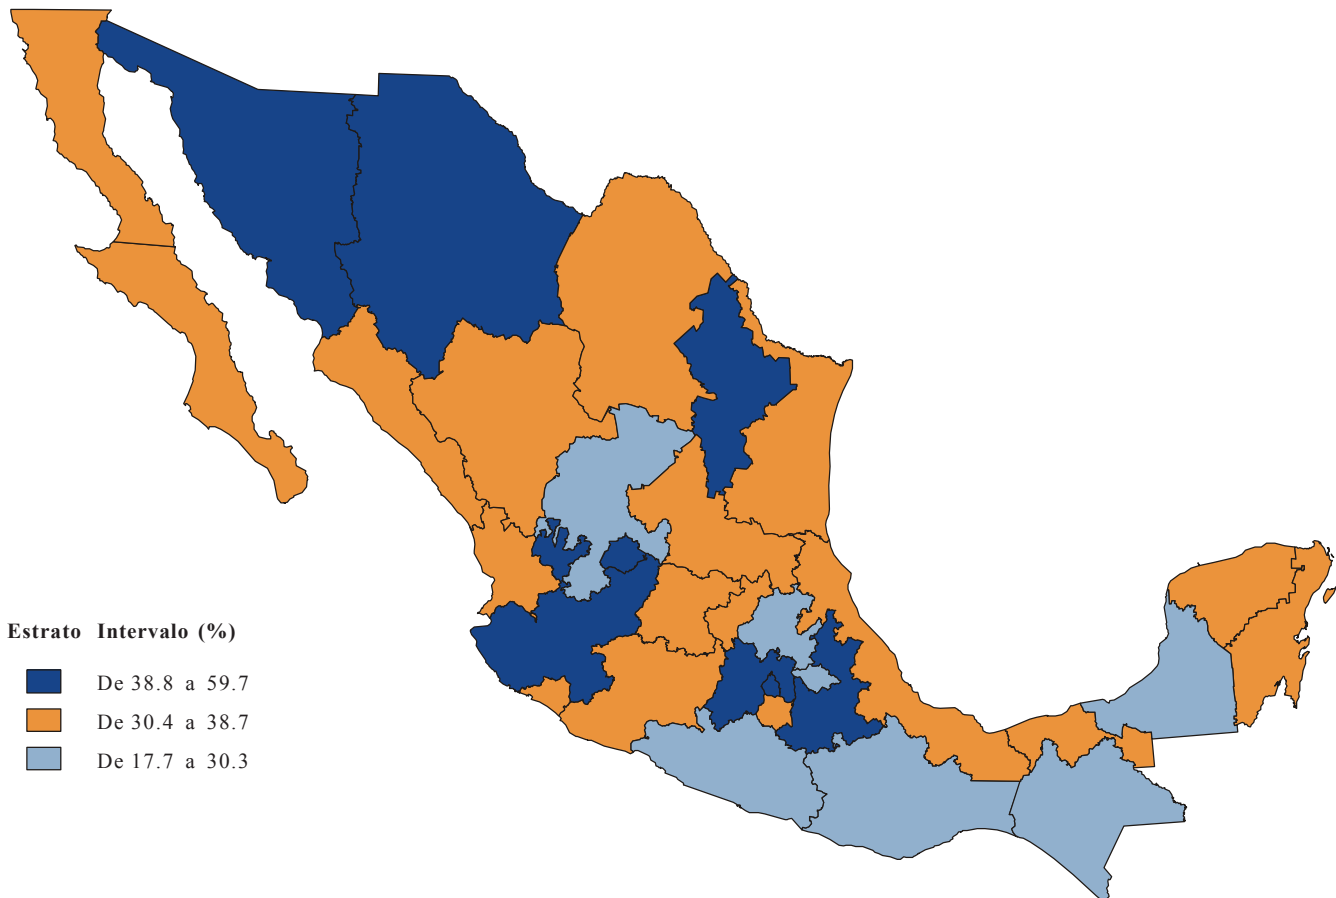 Estrato Intervalo (%)
De 38.8 a 59.7
De 30.4 a 38.7
De 17.7 a 30.3